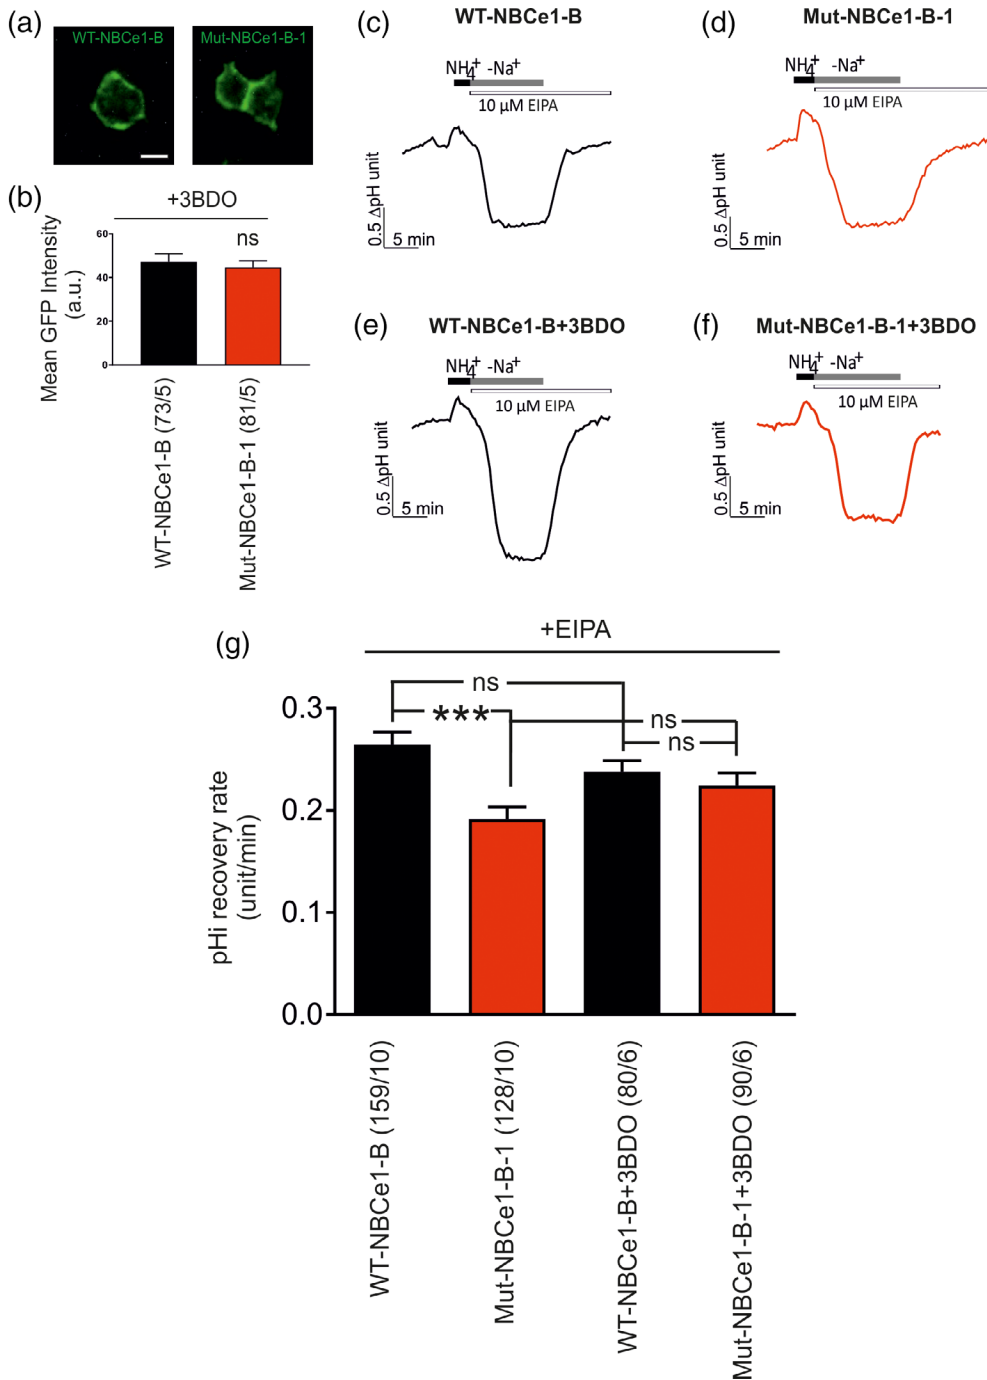 (a)
WT-NBCe1-B
Mut-NBCe1-B-1
(b)
+3BDO
ns
Mean GFP Intensity
(a.u.)
60
40
20
0
WT-NBCe1-B (73/5)
Mut-NBCe1-B-1 (81/5)
(c)
WT-NBCe1-B
NH4+ -Na+
10 µM EIPA
0.5 ΔpH unit
5 min
(d)
Mut-NBCe1-B-1
NH4+ -Na+
10 µM EIPA
0.5 ΔpH unit
5 min
(e)
WT-NBCe1-B+3BDO
NH4+ -Na+
10 µM EIPA
0.5 ΔpH unit
5 min
(f)
Mut-NBCe1-B-1+3BDO
NH4+ -Na+
10 µM EIPA
0.5 ΔpH unit
5 min
(g)
+EIPA
ns
***
ns
ns
pHi recovery rate
(unit/min)
0.3
0.2
0.1
0.0
WT-NBCe1-B (159/10)
Mut-NBCe1-B-1 (128/10)
WT-NBCe1-B+3BDO (80/6)
Mut-NBCe1-B-1+3BDO (90/6)